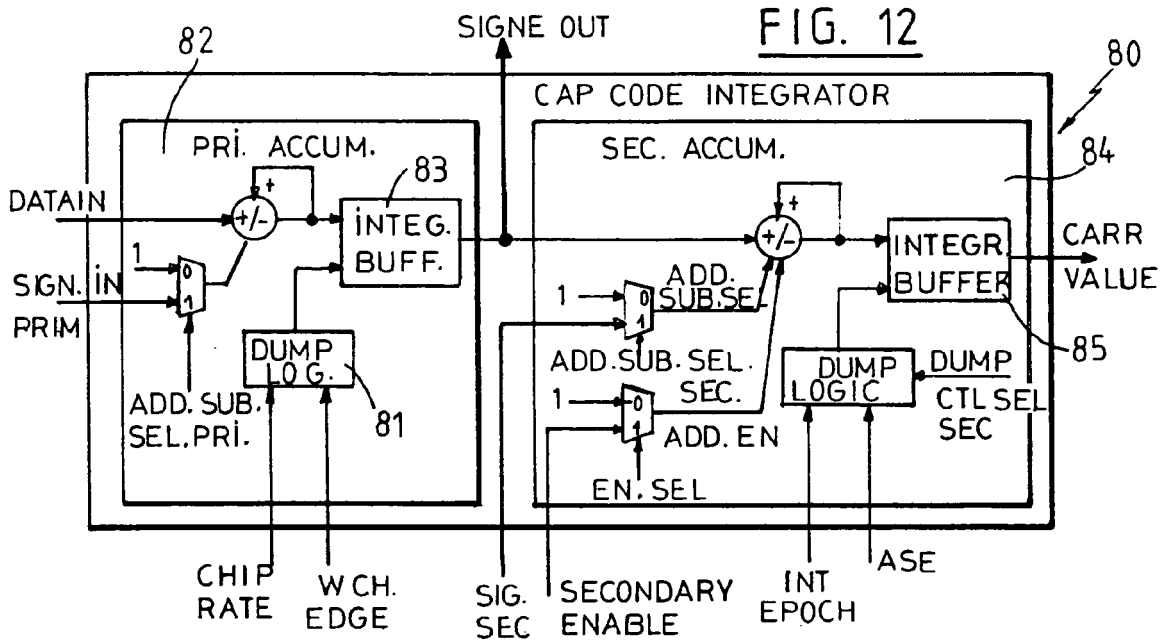 FIG. 12
SIGNE OUT
82
80
CAP CODE INTEGRATOR
PRİ. ACCUM.
83
SEC. ACCUM.
84
DATAIN
+
+/-
İNTEG.
BUFF.
+
+/-
INTEGR.
BUFFER
CARR
VALUE
1
0
1
SIGN. İN
PRIM
ADD.
SUB.SEL
1
0
1
85
DUMP
LOG.
81
ADD. SUB. SEL.
SEC.
DUMP
LOGIC
DUMP
CTL SEL
SEC
ADD. SUB.
SEL. PRİ.
1
0
1
ADD. EN
EN. SEL
CHIP
RATE
W CH.
EDGE
SIG.
SEC
SECONDARY
ENABLE
INT
EPOCH
ASE